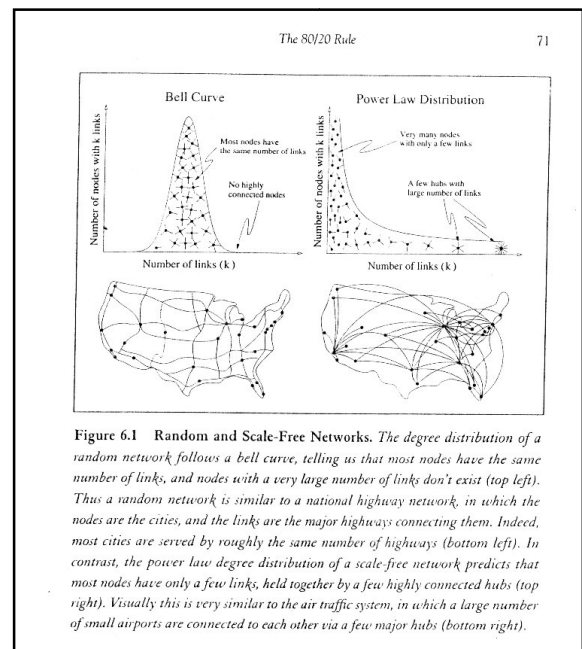 The 80/20 Rule
71
Bell Curve
Number of nodes with k links
Most nodes have
the same number of links
No highly
connected nodes
Number of links (k)
Power Law Distribution
Number of nodes with k links
Very many nodes
with only a few links
A few hubs with
large number of links
Number of links (k)
Figure 6.1 Random and Scale-Free Networks. The degree distribution of a
random network follows a bell curve, telling us that most nodes have the same
number of links, and nodes with a very large number of links don't exist (top left).
Thus a random network is similar to a national highway network, in which the
nodes are the cities, and the links are the major highways connecting them. Indeed,
most cities are served by roughly the same number of highways (bottom left). In
contrast, the power law degree distribution of a scale-free network predicts that
most nodes have only a few links, held together by a few highly connected hubs (top
right). Visually this is very similar to the air traffic system, in which a large number
of small airports are connected to each other via a few major hubs (bottom right).